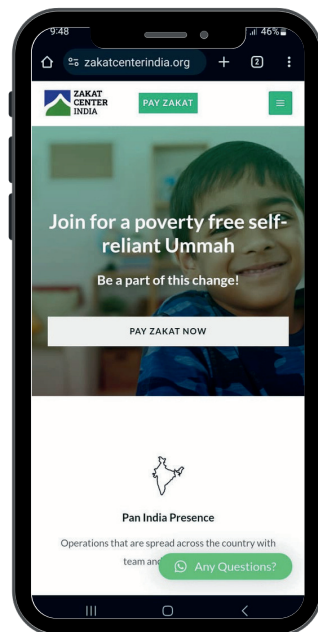 9:48
46%
zakatcenterindia.org
2
ZAKAT
CENTER
INDIA
PAY ZAKAT
Join for a poverty free self-
reliant Ummah
Be a part of this change!
PAY ZAKAT NOW
Pan India Presence
Operations that are spread across the country with
team and
Any Questions?